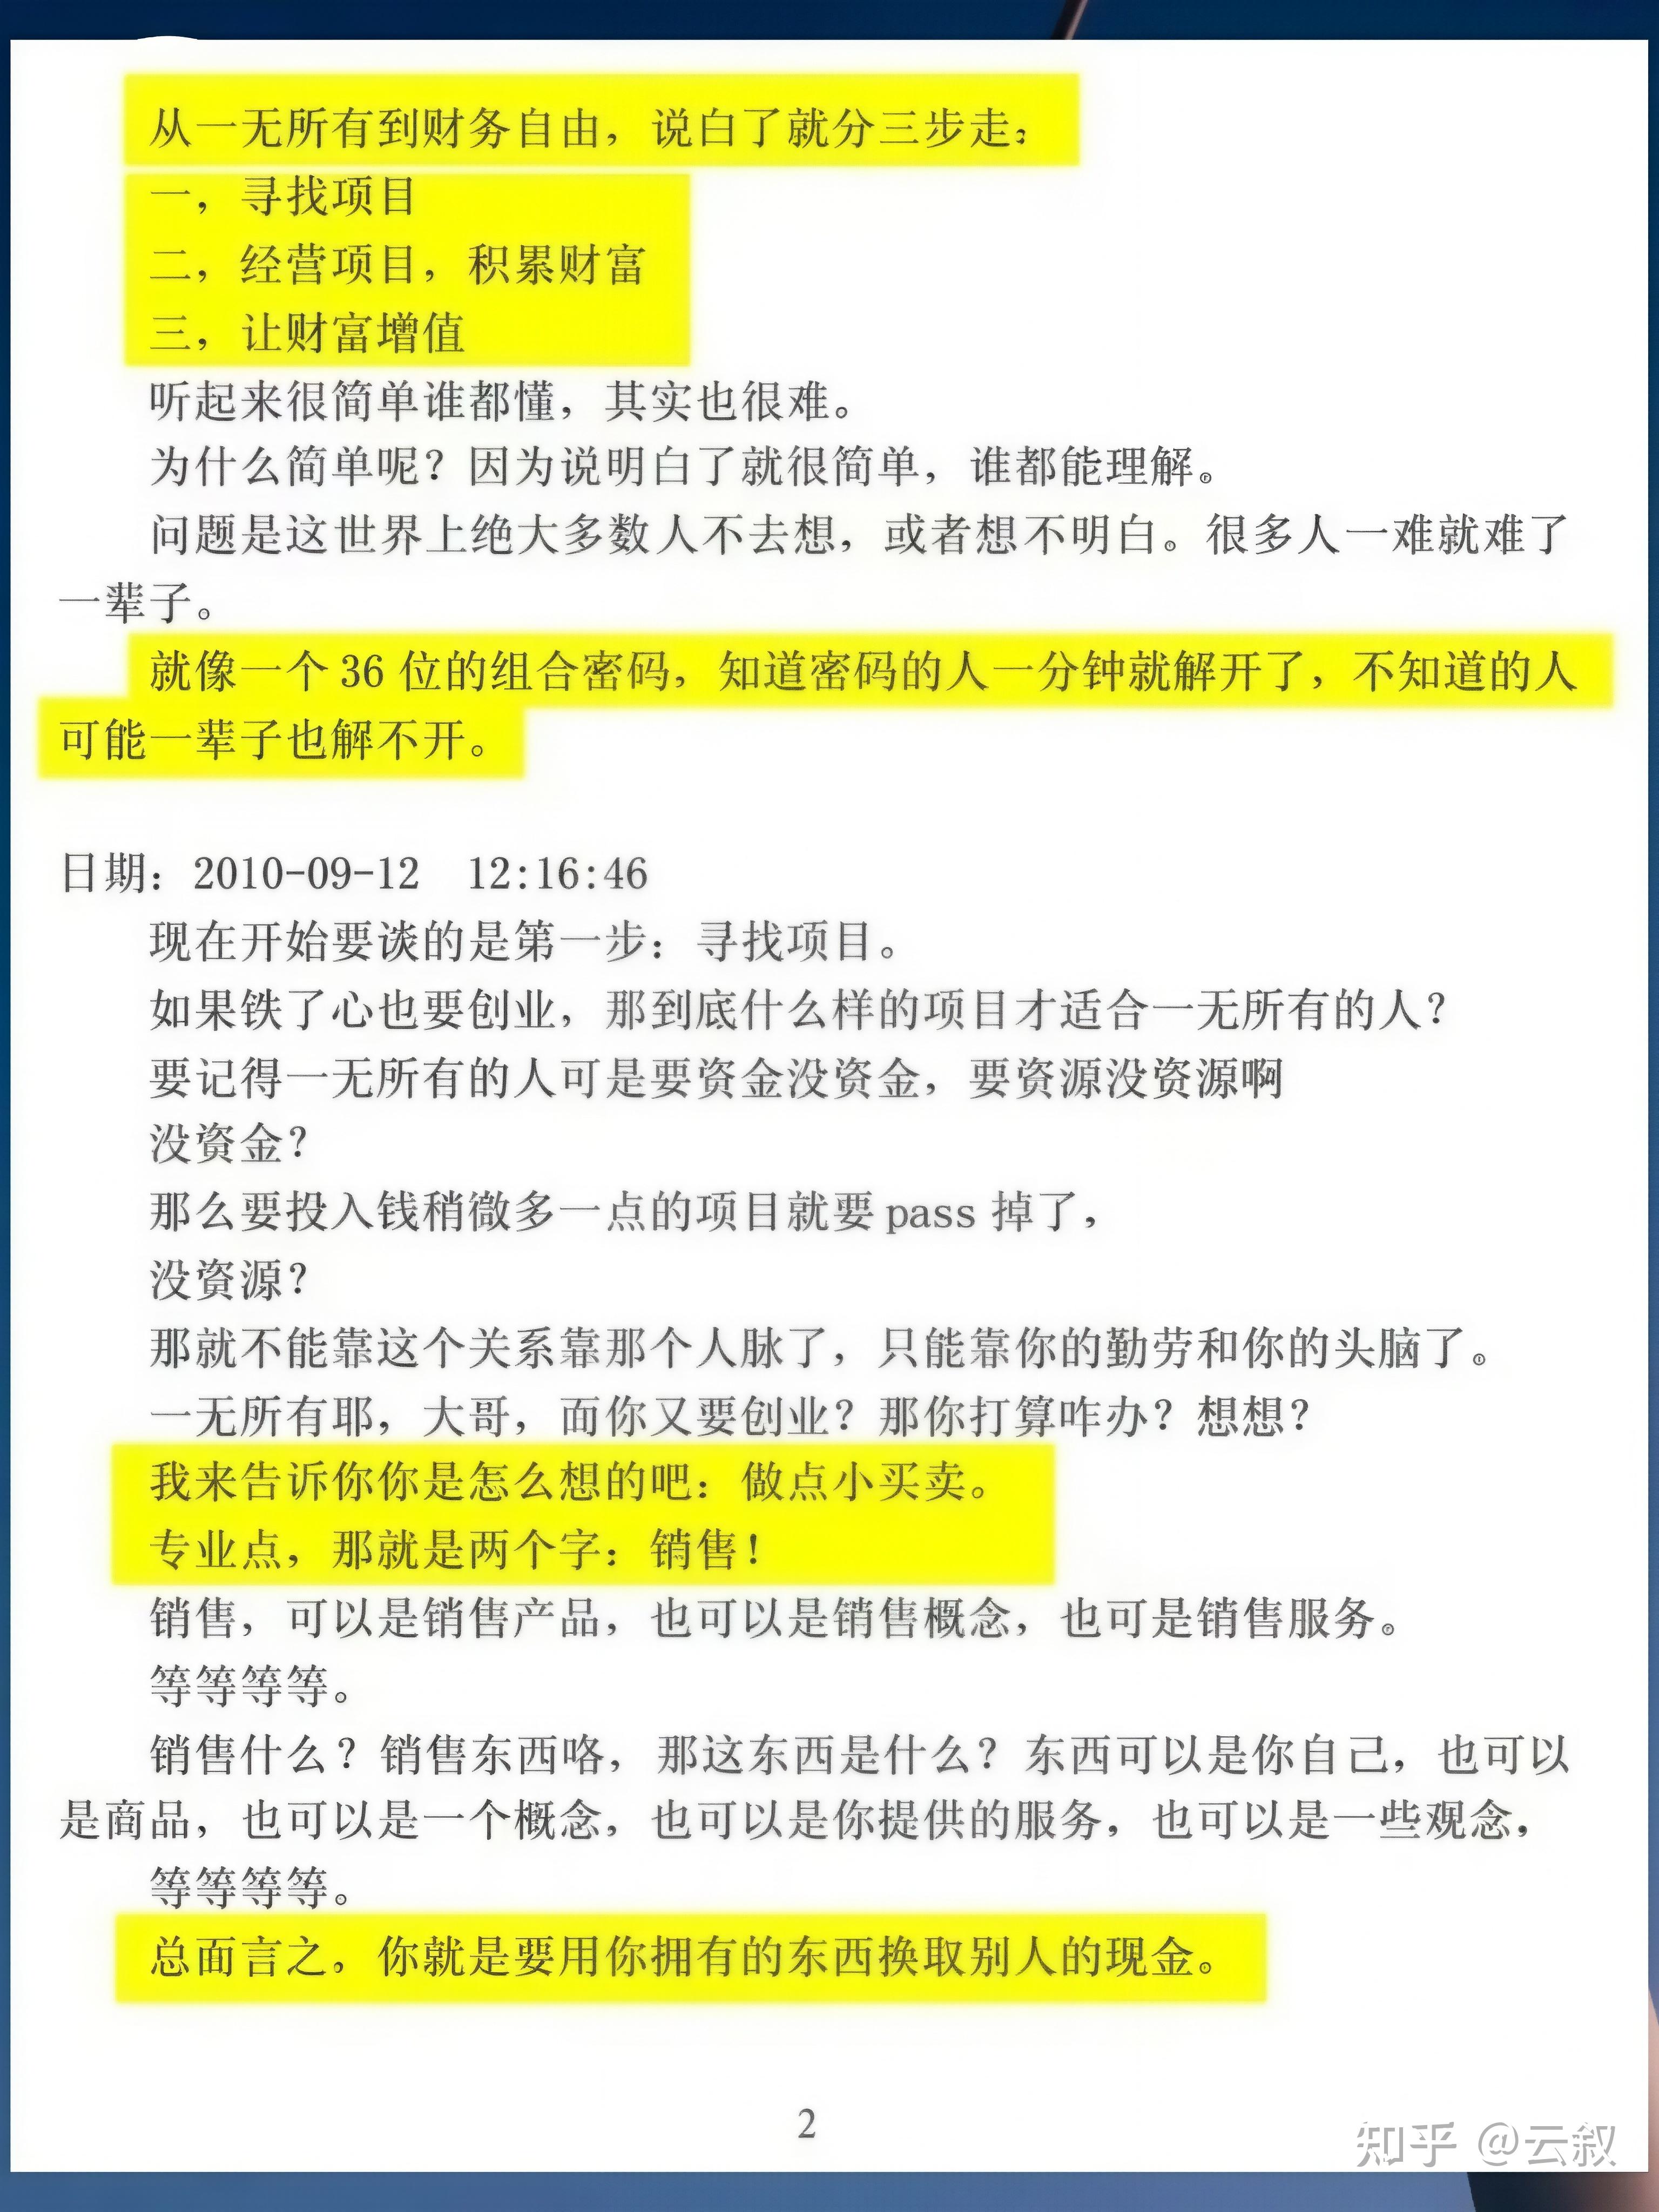 从一无所有到财务自由，说白了就分三步走：
一，寻找项目
二，经营项目，积累财富
三，让财富增值
听起来很简单谁都懂，其实也很难。
为什么简单呢？因为说明白了就很简单，谁都能理解。
问题是这世界上绝大多数人不去想，或者想不明白。很多人一难就难了
一辈子。
就像一个 36 位的组合密码，知道密码的人一分钟就解开了，不知道的人
可能一辈子也解不开。
日期：2010-09-12 12:16:46
现在开始要谈的是第一步：寻找项目。
如果铁了心也要创业，那到底什么样的项目才适合一无所有的人？
要记得一无所有的人可是要资金没资金，要资源没资源啊
没资金？
那么要投入钱稍微多一点的项目就要 pass 掉了，
没资源？
那就不能靠这个关系靠那个人脉了，只能靠你的勤劳和你的头脑了。
一无所有耶，大哥，而你又要创业？那你打算咋办？想想？
我来告诉你你是怎么想的吧：做点小买卖。
专业点，那就是两个字：销售！
销售，可以是销售产品，也可以是销售概念，也可是销售服务。
等等等等。
销售什么？销售东西咯，那这东西是什么？东西可以是你自己，也可以
是商品，也可以是一个概念，也可以是你提供的服务，也可以是一些观念，
等等等等。
总而言之，你就是要用你拥有的东西换取别人的现金。
2
知乎 @云叙